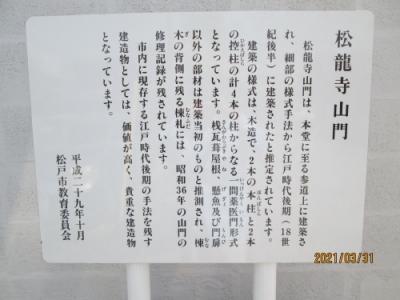 松龍寺山門
松龍寺山門は、本堂に至る参道上に建築さ
れ、細部の様式手法から江戸時代後期（18世
紀後半）に建築されたと推定されています。
建築の様式は、木造で、2本の本柱と2本
の控柱の計4本の柱からなる一間薬医門形式
となっています。桟瓦葺屋根、懸魚及び門扉
以外の部材は建築当初のものと推測され、棟
木の背側に残る棟札には、昭和36年の山門の
修理記録が残されています。
市内に現存する江戸時代後期の手法を残す
建造物としては、価値が高く、貴重な建造物
となっています。
平成二十九年十月
松戸市教育委員会
2021/03/31